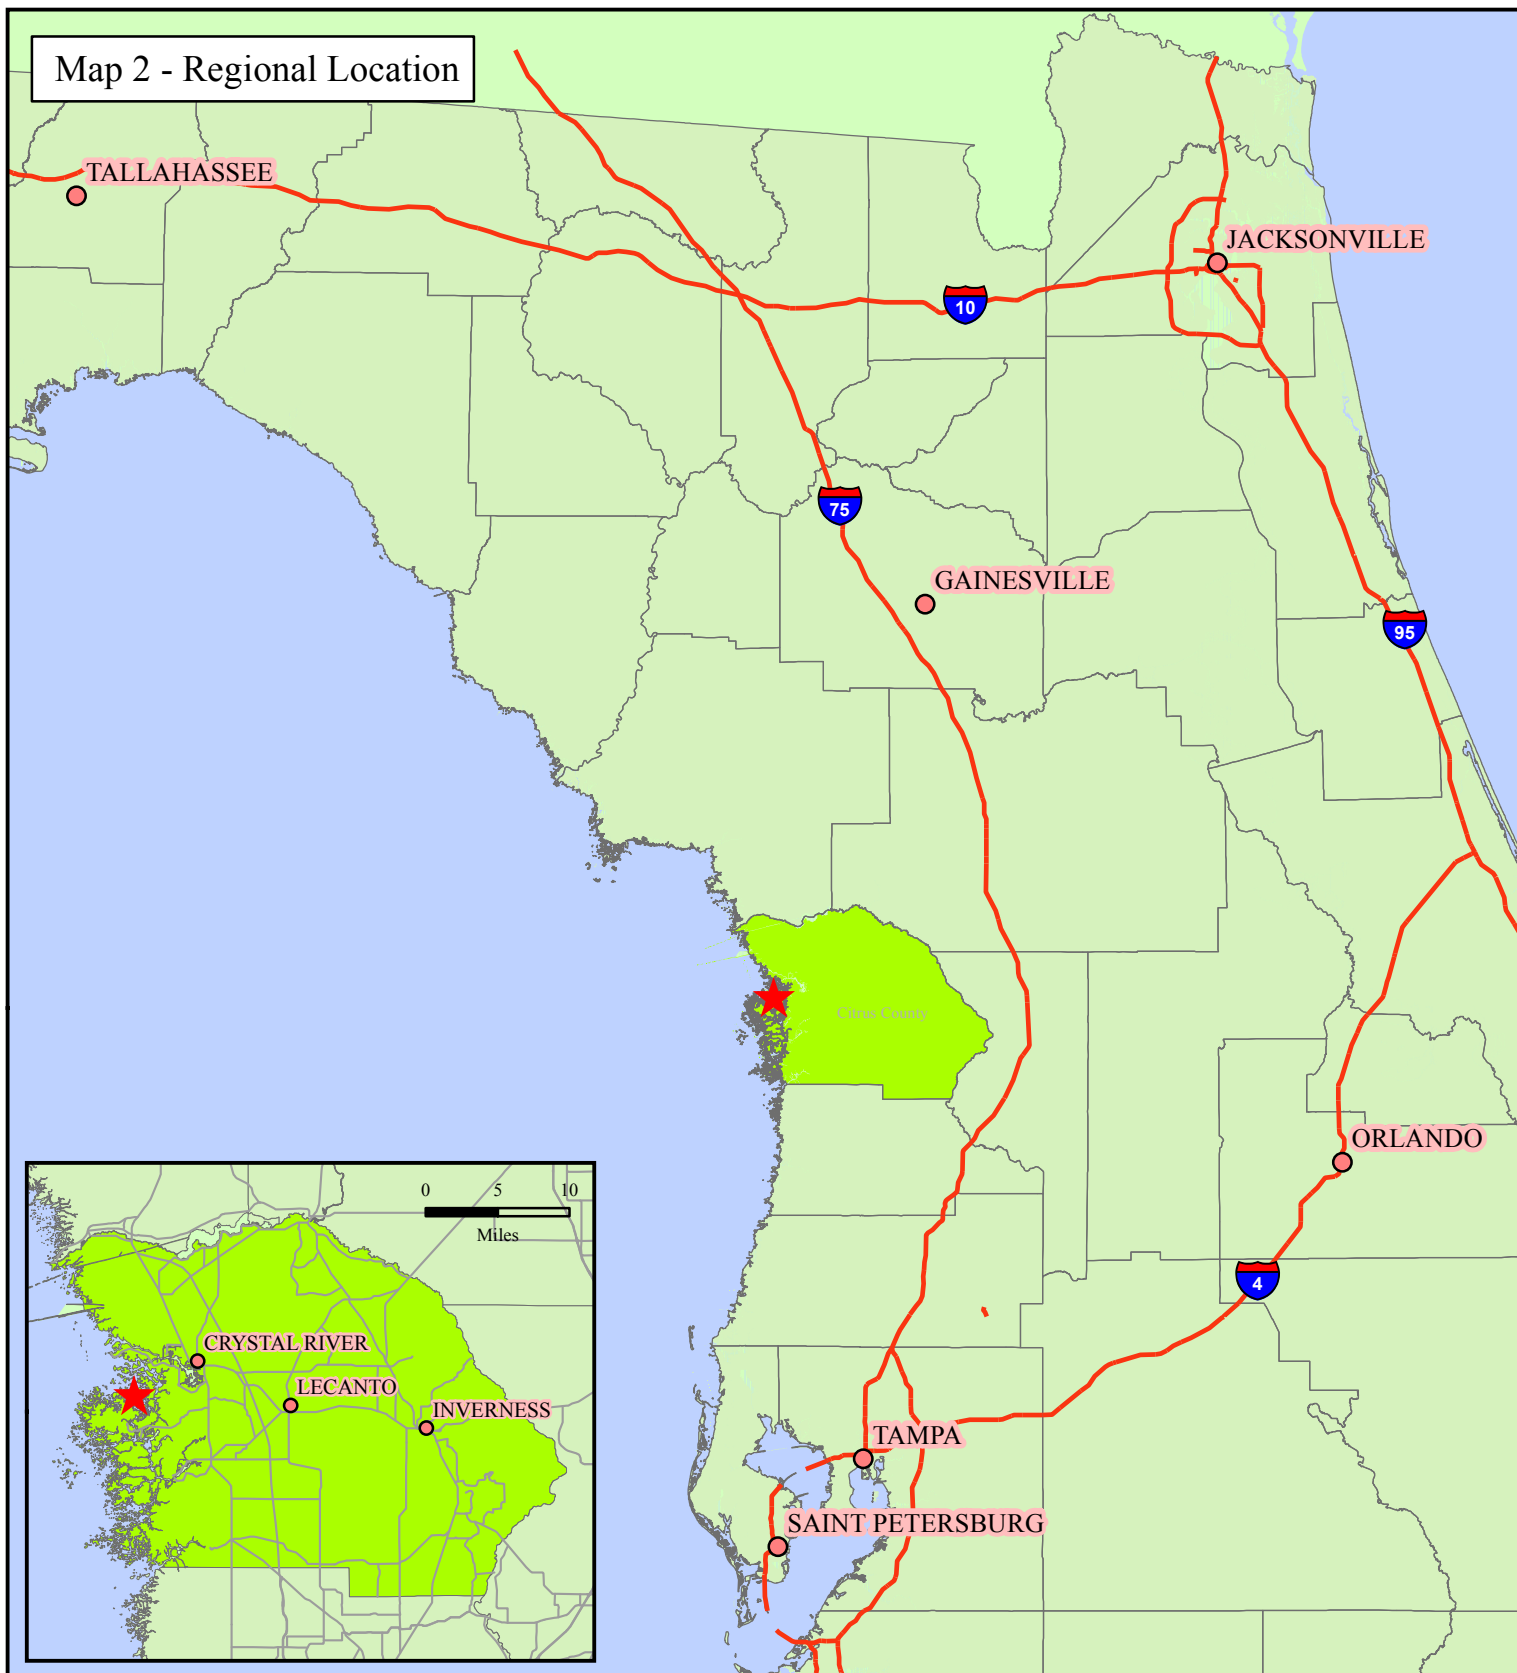 Map 2 - Regional Location
TALLAHASSEE
JACKSONVILLE
10
75
GAINESVILLE
95
Citrus County
ORLANDO
4
TAMPA
SAINT PETERSBURG
0 5 10
Miles
CRYSTAL RIVER
LECANTO
INVERNESS